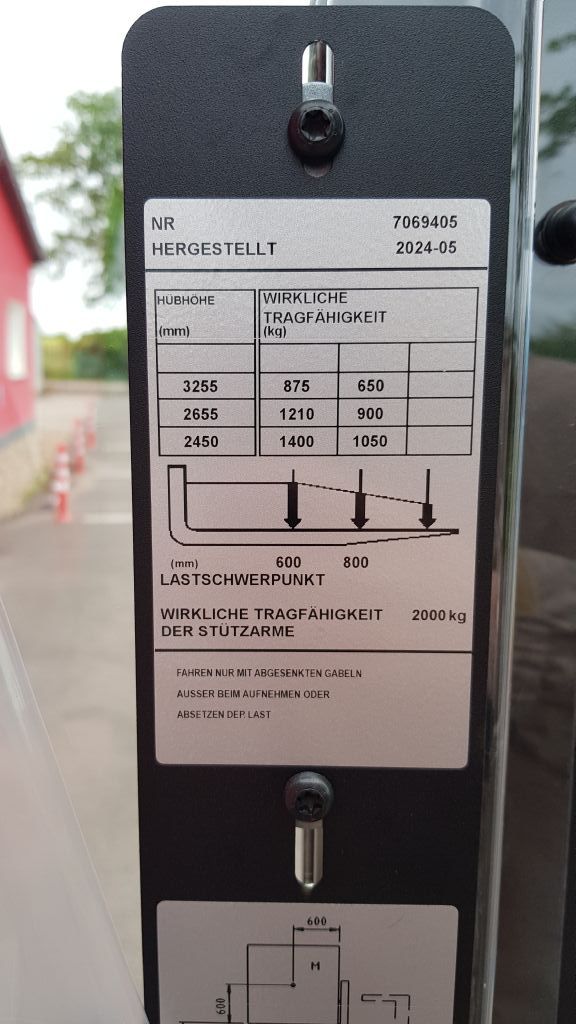 NR 7069405
HERGESTELLT 2024-05
HÜBHÖHE
(mm)
WIRKLICHE
TRAGFÄHIGKEIT
(kg)
3255 875 650
2655 1210 900
2450 1400 1050
(mm) 600 800
LASTSCHWERPUNKT
WIRKLICHE TRAGFÄHIGKEIT 2000 kg
DER STÜTZARME
FAHREN NUR MIT ABGESENKTEN GABELN
AUSSER BEIM AUFNEHMEN ODER
ABSETZEN DEP. LAST
600
M
600